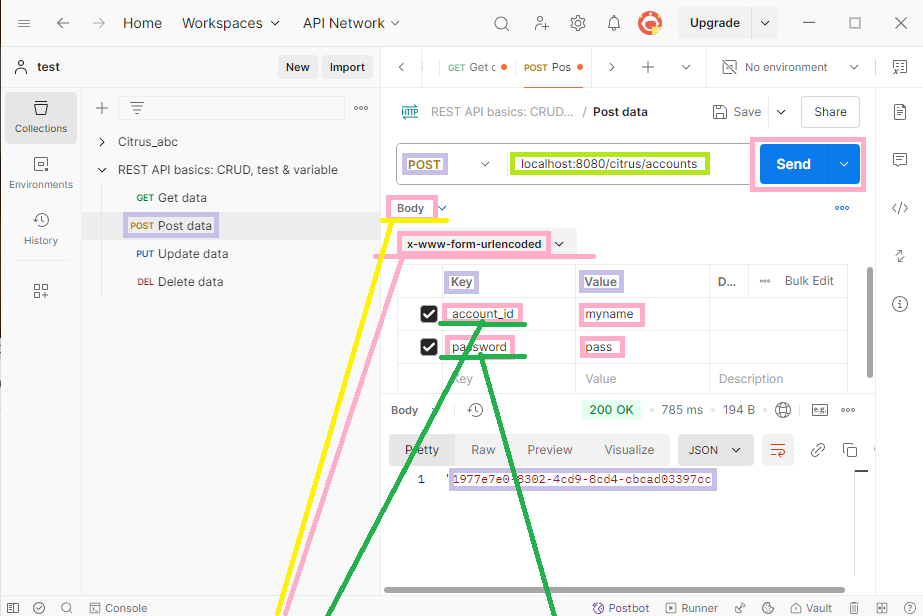 Home Workspaces API Network Upgrade
test New Import GET Get c POST Pos No environment
Collections
Environments
History
Citrus_abc
REST API basics: CRUD, test & variable
GET Get data
POST Post data
PUT Update data
DEL Delete data
HTTP REST API basics: CRUD... / Post data Save Share
POST localhost:8080/citrus/accounts Send
Body
x-www-form-urlencoded
Key Value D... Bulk Edit
account_id myname
password pass
Key Value Description
Body 200 OK 785 ms 194 B e.g.
Pretty Raw Preview Visualize JSON
1 "1977e7e0-8302-4cd9-8cd4-cbcad03397cc
Console Postbot Runner Vault